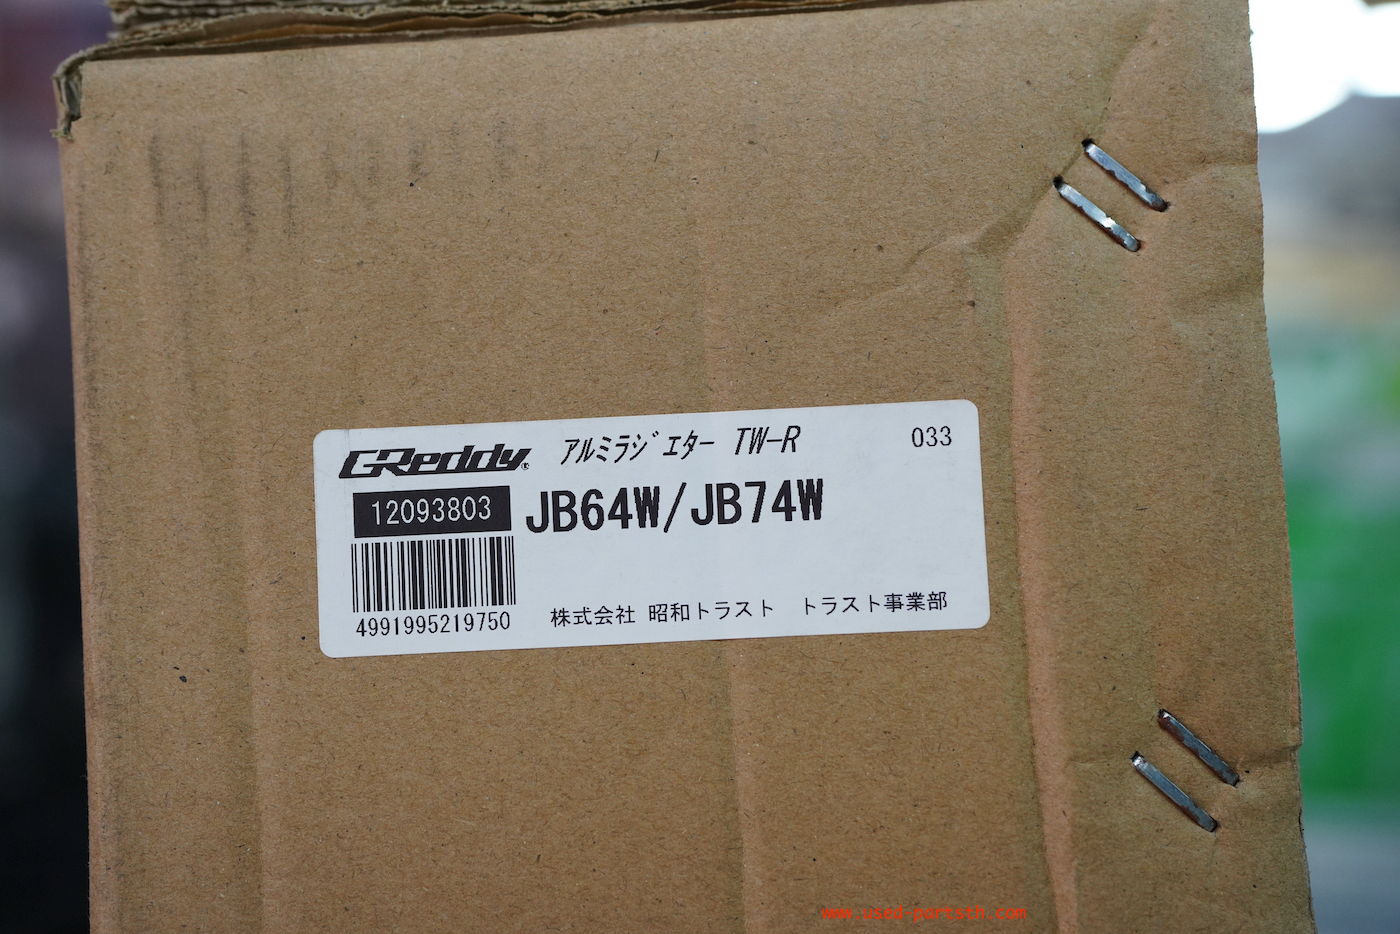 GReddy® ｱﾙﾐﾗｼﾞｴﾀｰ TW-R 033
12093803 JB64W/JB74W
4991995219750 株式会社 昭和トラスト　トラスト事業部
www.used-partsth.com